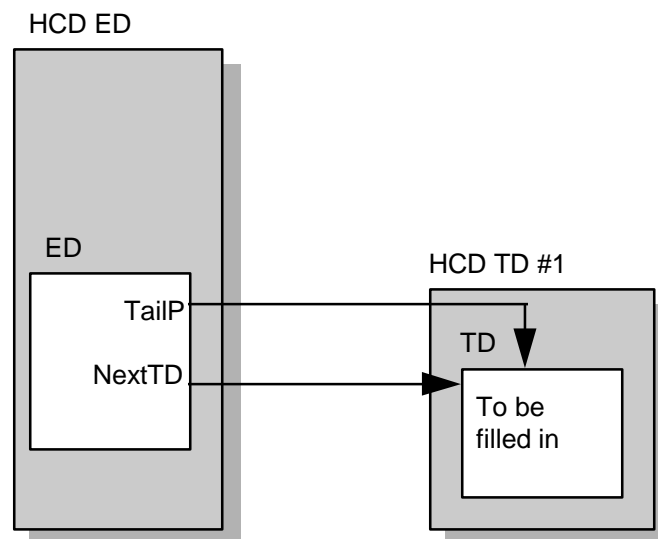 HCD ED
ED
TailP
NextTD
HCD TD #1
TD
To be
filled in